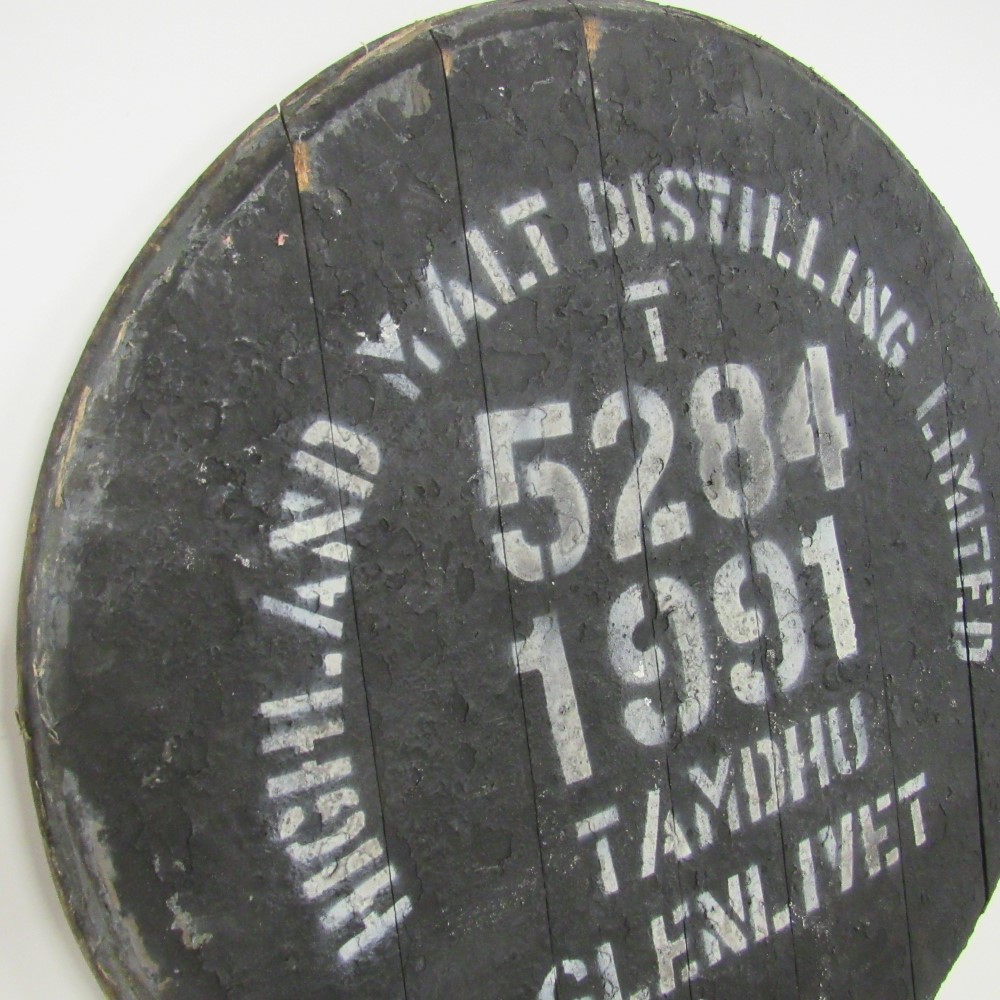 HIGHLAND MALT DISTILLING LIMITED
T
5284
1991
TAMDHU
GLENLIVET